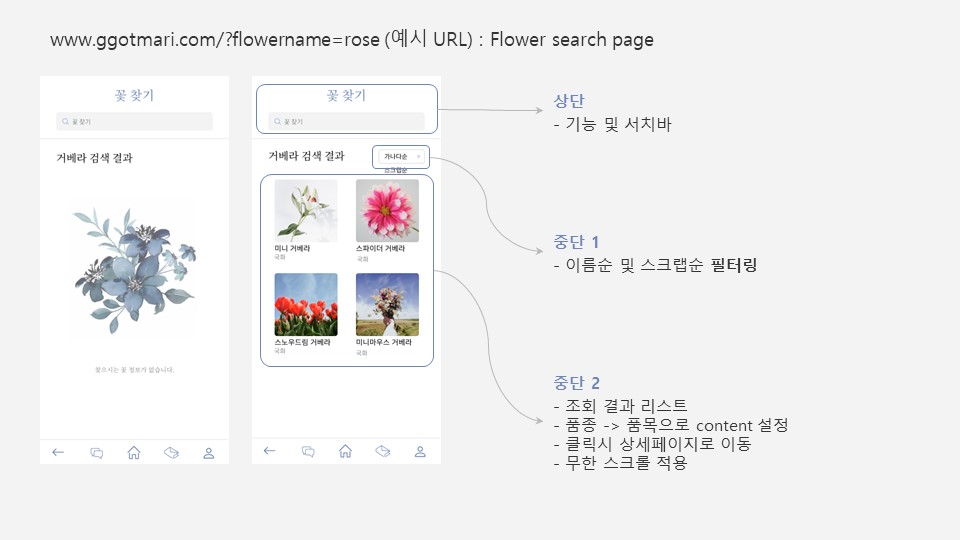 www.ggotmari.com/?flowername=rose (예시 URL) : Flower search page
꽃 찾기
꽃 찾기
거베라 검색 결과
찾으시는 꽃 정보가 없습니다.
꽃 찾기
꽃 찾기
거베라 검색 결과
가나다순
스크랩순
미니 거베라
국화
스파이더 거베라
국화
스노우드림 거베라
국화
미니마우스 거베라
국화
상단
- 기능 및 서치바
중단 1
- 이름순 및 스크랩순 필터링
중단 2
- 조회 결과 리스트
- 품종 -> 품목으로 content 설정
- 클릭시 상세페이지로 이동
- 무한 스크롤 적용